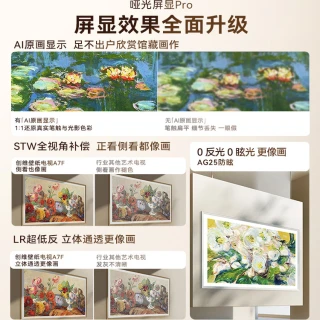 哑光屏显Pro
屏显效果全面升级
AI原画显示 足不出户欣赏馆藏画作
有「AI原画显示」
1:1还原真实笔触与光影色彩
无「AI原画显示」
笔触扁平 细节丢失 一眼假
STW全视角补偿 正看侧看都像画
创维壁纸电视A7F
侧看也像画
行业其他艺术电视
侧看画作褪色
0 反光 0 眩光 更像画
AG25防眩
LR超低反 立体通透更像画
创维壁纸电视A7F
立体通透更像画
行业其他艺术电视
发灰不清晰